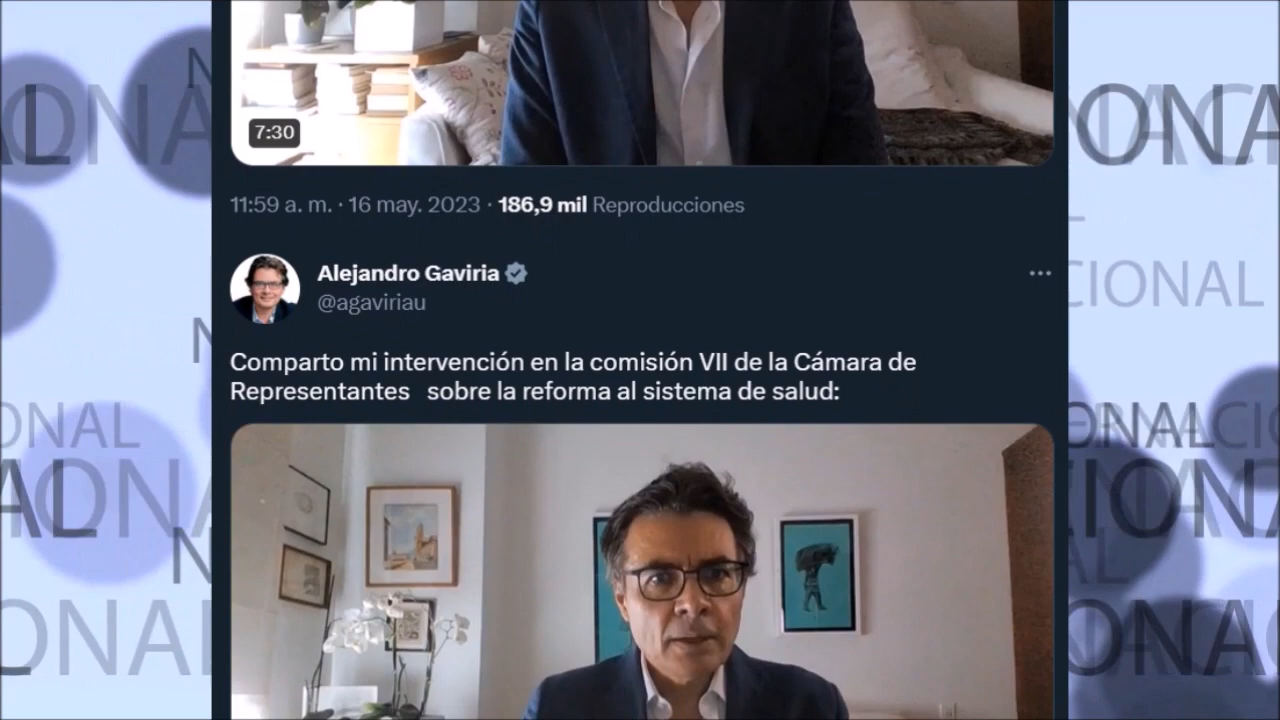 7:30
11:59 a. m. · 16 may. 2023 · 186,9 mil Reproducciones
Alejandro Gaviria
@agaviriau
Comparto mi intervención en la comisión VII de la Cámara de
Representantes sobre la reforma al sistema de salud: